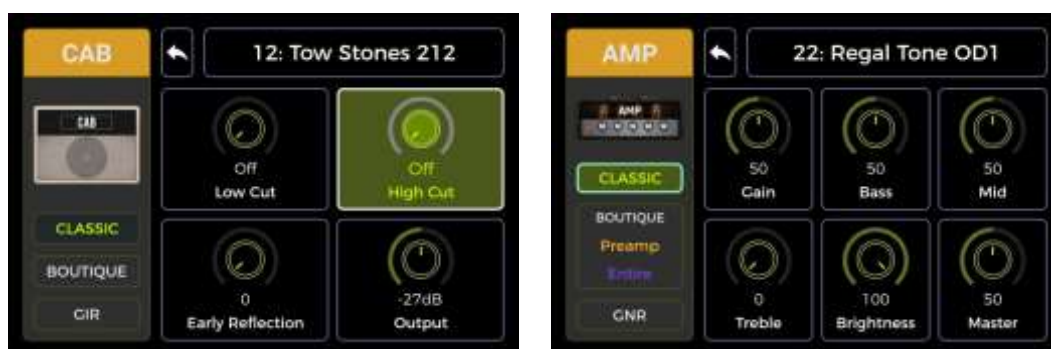 CAB
12: Tow Stones 212
CAB
CLASSIC
BOUTIQUE
GIR
Off
Low Cut
Off
High Cut
0
Early Reflection
-27dB
Output
AMP
22: Regal Tone OD1
AMP
CLASSIC
BOUTIQUE
Preamp
Entire
GNR
50
Gain
50
Bass
50
Mid
0
Treble
100
Brightness
50
Master